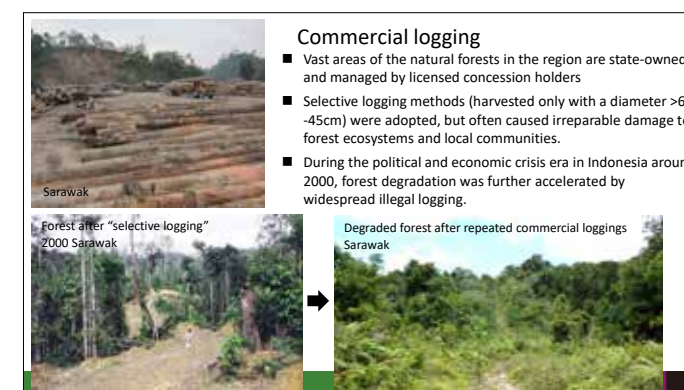 Commercial logging
■ Vast areas of the natural forests in the region are state-owned
and managed by licensed concession holders
■ Selective logging methods (harvested only with a diameter >6
-45cm) were adopted, but often caused irreparable damage t
forest ecosystems and local communities.
■ During the political and economic crisis era in Indonesia aroun
2000, forest degradation was further accelerated by
widespread illegal logging.
Sarawak
Forest after “selective logging”
2000 Sarawak
Degraded forest after repeated commercial loggings
Sarawak